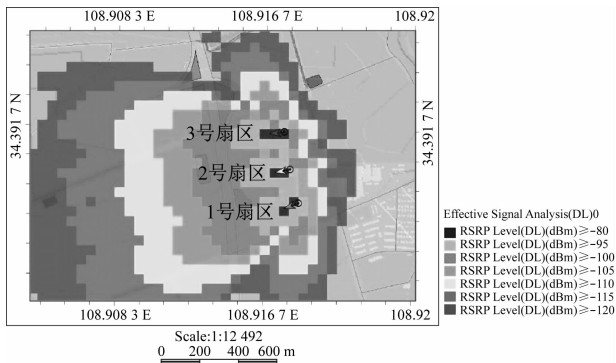 108.908 3 E 108.916 7 E 108.92
34.391 7 N 34.391 7 N
3号扇区
2号扇区
1号扇区
108.908 3 E 108.916 7 E 108.92
Scale:1:12 492
0 200 400 600 m
Effective Signal Analysis(DL)0
RSRP Level(DL)(dBm)≥-80
RSRP Level(DL)(dBm)≥-95
RSRP Level(DL)(dBm)≥-100
RSRP Level(DL)(dBm)≥-105
RSRP Level(DL)(dBm)≥-110
RSRP Level(DL)(dBm)≥-115
RSRP Level(DL)(dBm)≥-120